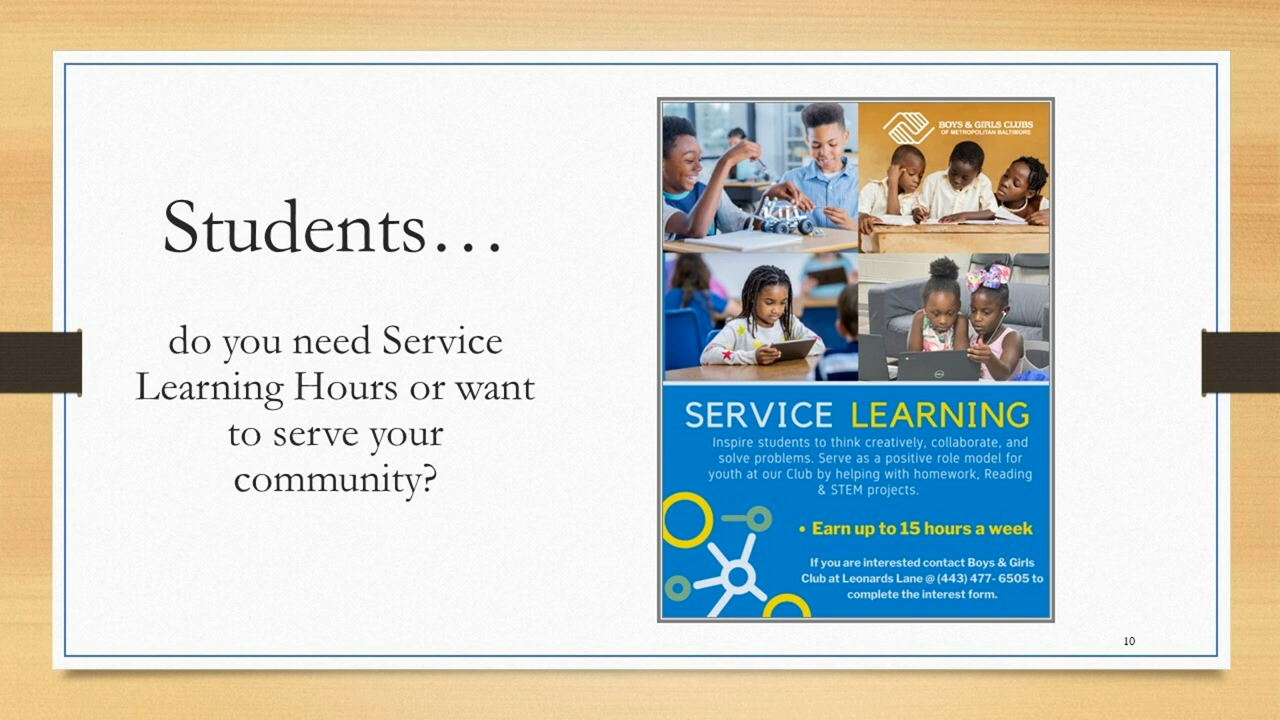 Students…
do you need Service
Learning Hours or want
to serve your
community?
BOYS & GIRLS CLUBS
OF METROPOLITAN BALTIMORE
SERVICE LEARNING
Inspire students to think creatively, collaborate, and
solve problems. Serve as a positive role model for
youth at our Club by helping with homework, Reading
& STEM projects.
• Earn up to 15 hours a week
If you are interested contact Boys & Girls
Club at Leonards Lane @ (443) 477- 6505 to
complete the interest form.
10